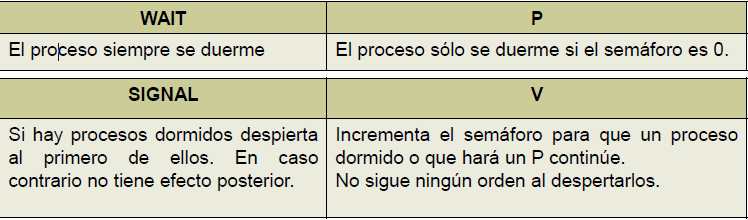 WAIT P
El proceso siempre se duerme El proceso sólo se duerme si el semáforo es 0.
SIGNAL V
Si hay procesos dormidos despierta Incrementa el semáforo para que un proceso
al primero de ellos. En caso dormido o que hará un P continúe.
contrario no tiene efecto posterior. No sigue ningún orden al despertarlos.